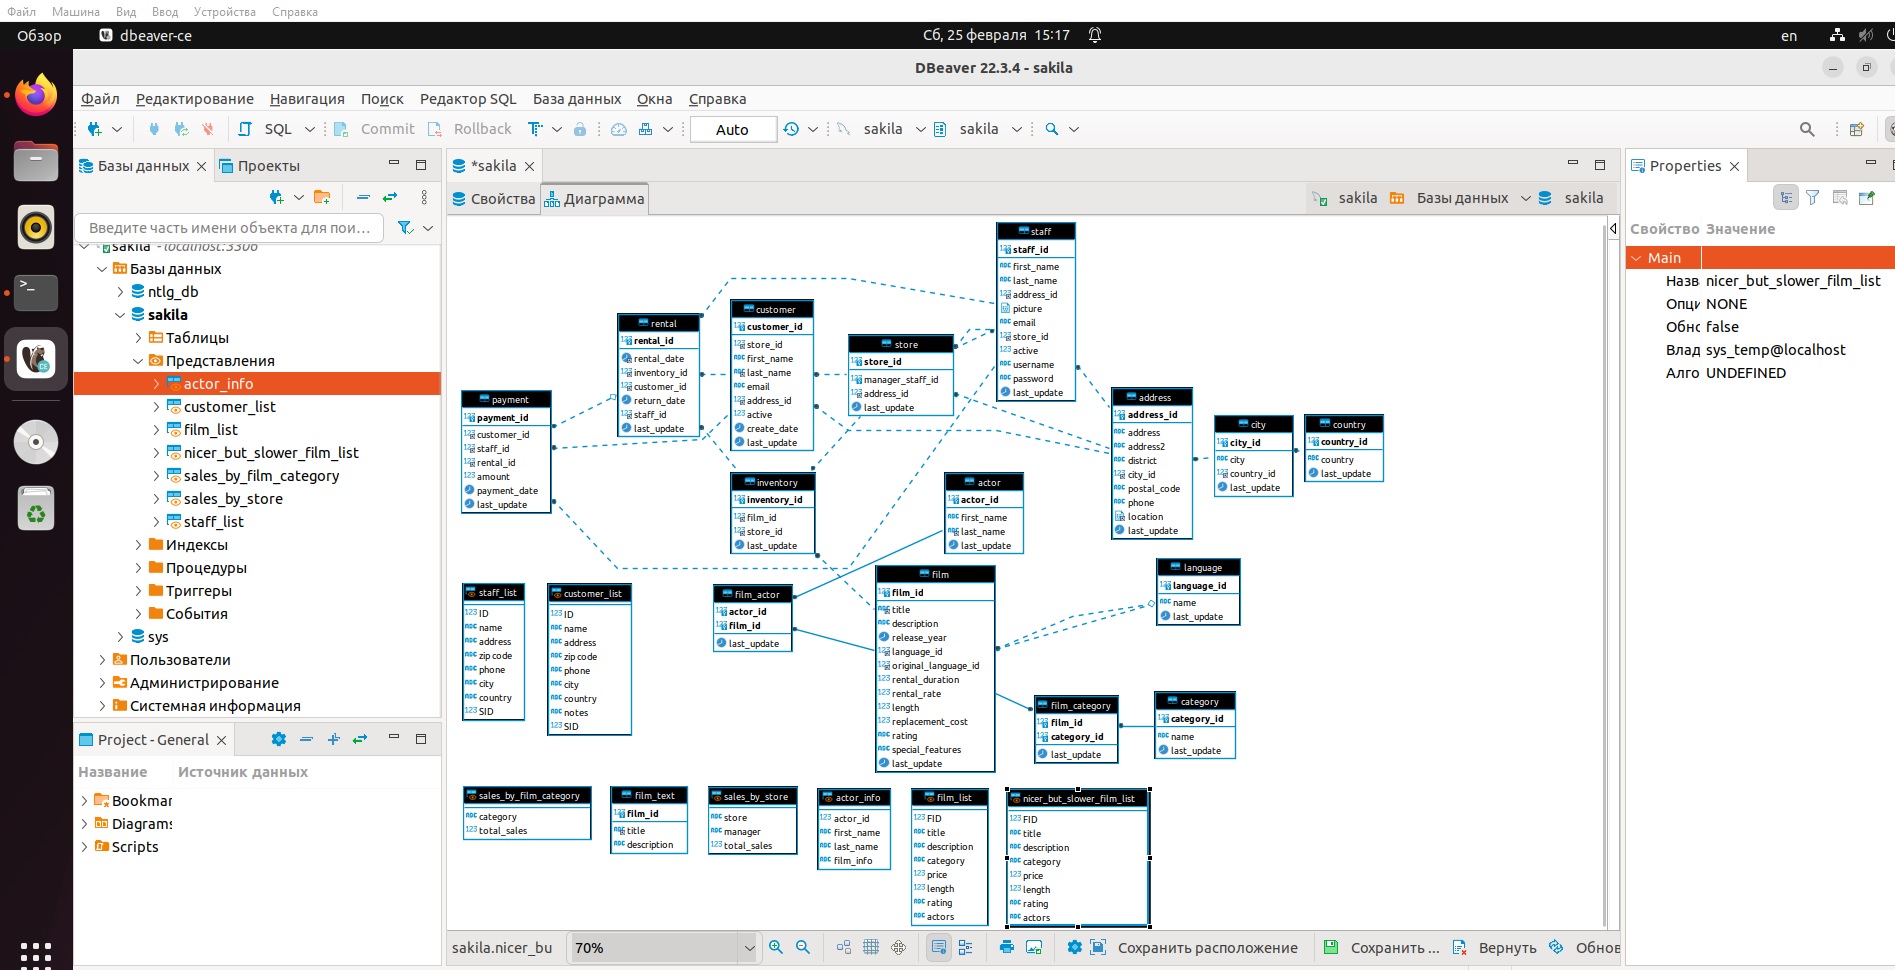 Файл Машина Вид Ввод Устройства Справка
Обзор dbeaver-ce Сб, 25 февраля 15:17 en
DBeaver 22.3.4 - sakila
Файл Редактирование Навигация Поиск Редактор SQL База данных Окна Справка
SQL Commit Rollback Auto sakila sakila
Базы данных Проекты
Введите часть имени объекта для пои...
sakila - localhost:3306
Базы данных
ntlg_db
sakila
Таблицы
Представления
actor_info
customer_list
film_list
nicer_but_slower_film_list
sales_by_film_category
sales_by_store
staff_list
Индексы
Процедуры
Триггеры
События
sys
Пользователи
Администрирование
Системная информация
Project - General
Название Источник данных
Bookmar
Diagrams
Scripts
*sakila
Свойства Диаграмма
sakila Базы данных sakila
staff
staff_id
first_name
last_name
address_id
picture
email
store_id
active
username
password
last_update
rental
rental_id
rental_date
inventory_id
customer_id
return_date
staff_id
last_update
customer
customer_id
store_id
first_name
last_name
email
address_id
active
create_date
last_update
store
store_id
manager_staff_id
address_id
last_update
payment
payment_id
customer_id
staff_id
rental_id
amount
payment_date
last_update
address
address_id
address
address2
district
city_id
postal_code
phone
location
last_update
city
city_id
city
country_id
last_update
country
country_id
country
last_update
inventory
inventory_id
film_id
store_id
last_update
actor
actor_id
first_name
last_name
last_update
staff_list
ID
name
address
zip code
phone
city
country
SID
customer_list
ID
name
address
zip code
phone
city
country
notes
SID
film_actor
actor_id
film_id
last_update
film
film_id
title
description
release_year
language_id
original_language_id
rental_duration
rental_rate
length
replacement_cost
rating
special_features
last_update
language
language_id
name
last_update
film_category
film_id
category_id
last_update
category
category_id
name
last_update
sales_by_film_category
category
total_sales
film_text
film_id
title
description
sales_by_store
store
manager
total_sales
actor_info
actor_id
first_name
last_name
film_info
film_list
FID
title
description
category
price
length
rating
actors
nicer_but_slower_film_list
FID
title
description
category
price
length
rating
actors
sakila.nicer_bu 70% Сохранить расположение Сохранить ... Вернуть Обнов
Properties
Свойство Значение
Main
Назв nicer_but_slower_film_list
Опци NONE
Обнс false
Влад sys_temp@localhost
Алго UNDEFINED